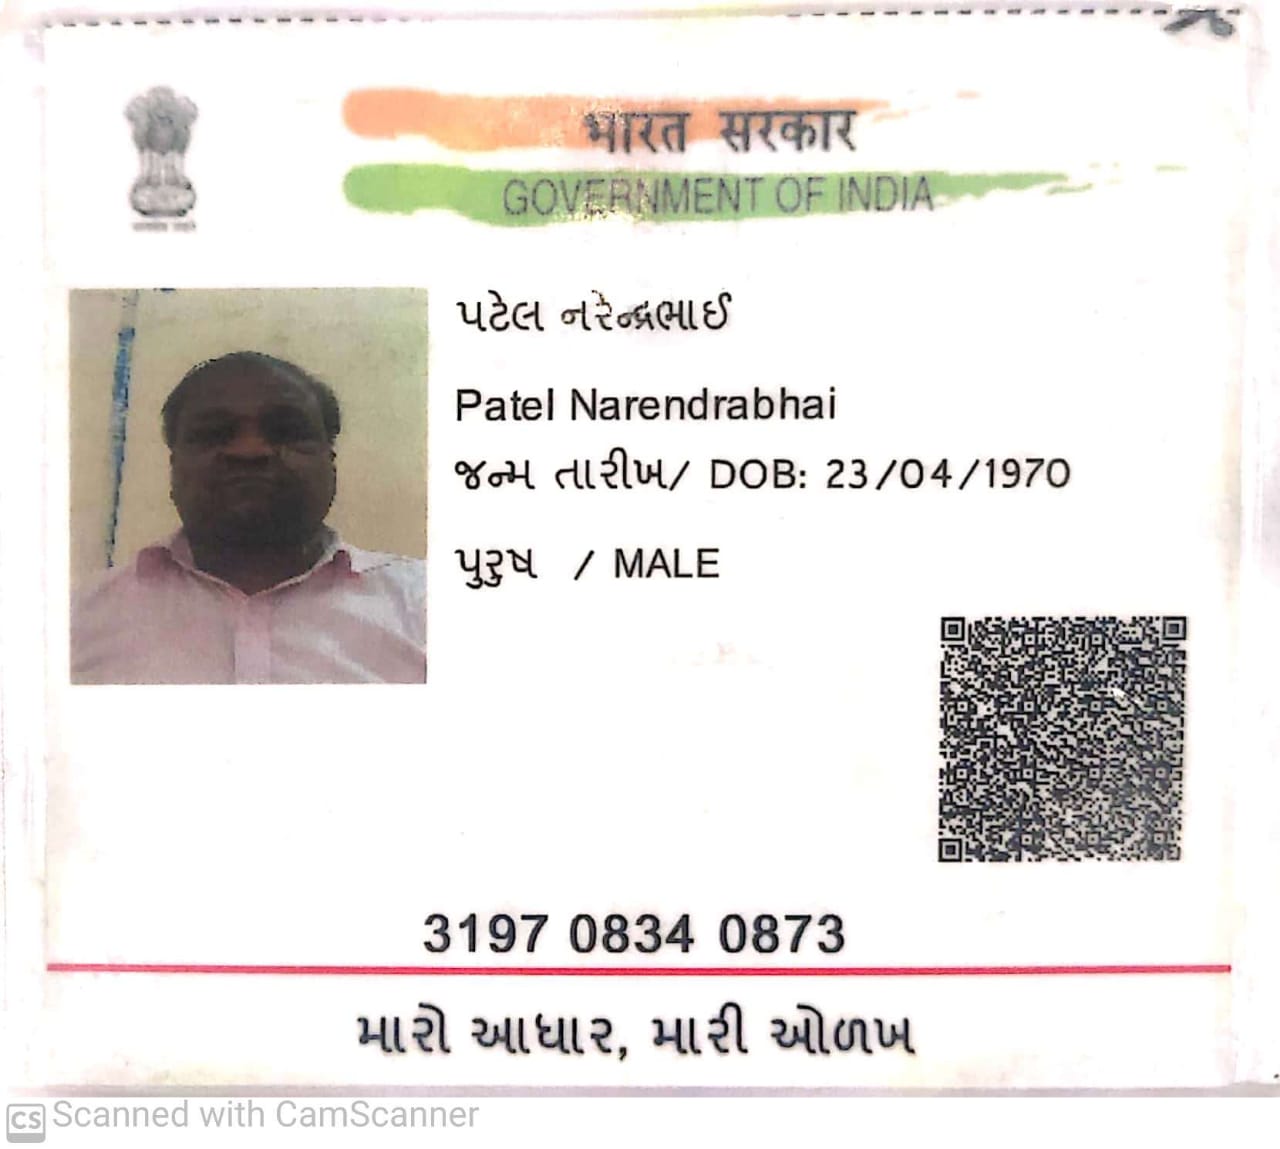 भारत सरकार
GOVERNMENT OF INDIA
પટેલ નરેન્દ્રભાઈ
Patel Narendrabhai
જન્મ તારીખ/ DOB: 23/04/1970
પુરુષ / MALE
3197 0834 0873
મારો આધાર, મારી ઓળખ
CS Scanned with CamScanner